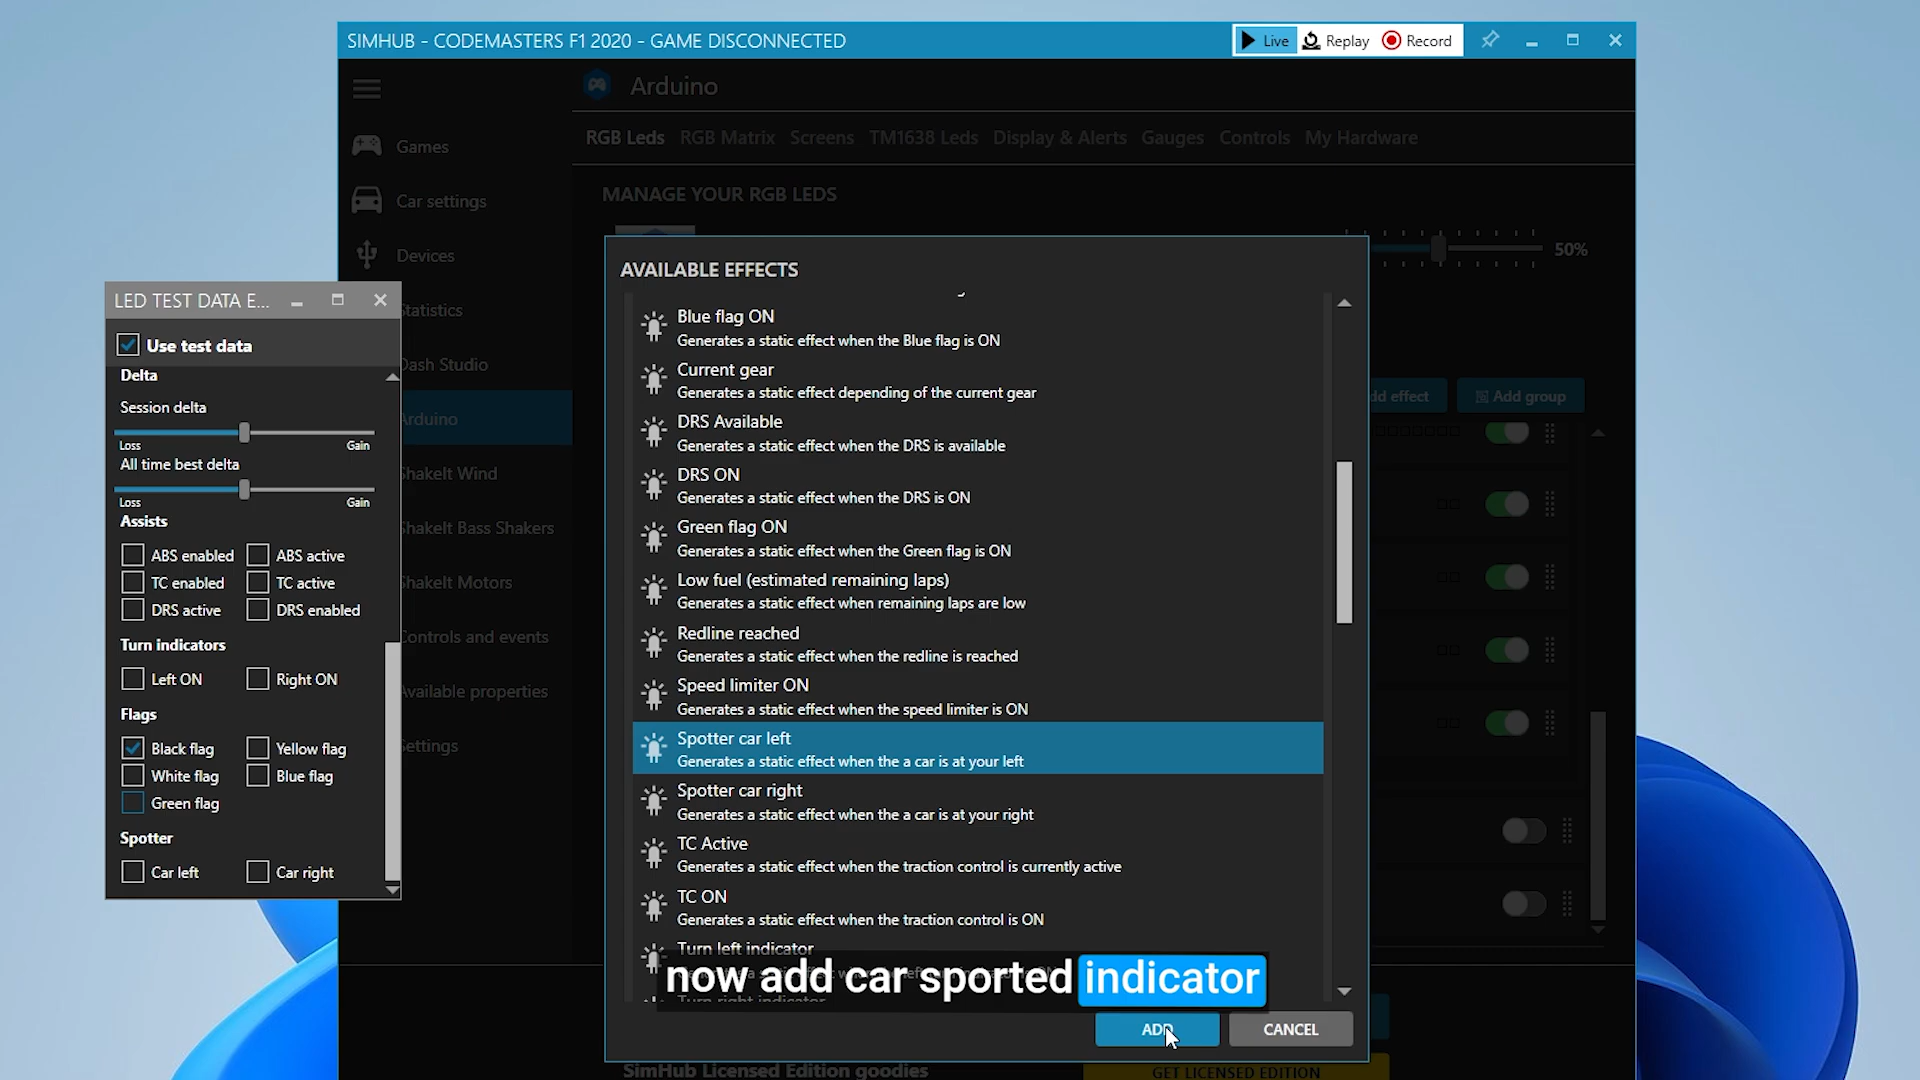 SIMHUB - CODEMASTERS F1 2020 - GAME DISCONNECTED
Live
Replay
Record
Arduino
Games
Car settings
Devices
Statistics
Dash Studio
Arduino
ShakeIt Wind
ShakeIt Bass Shakers
ShakeIt Motors
Controls and events
Available properties
Settings
RGB Leds
RGB Matrix
Screens
TM1638 Leds
Display & Alerts
Gauges
Controls
My Hardware
MANAGE YOUR RGB LEDS
50%
effect
Add group
LED TEST DATA E...
Use test data
Delta
Session delta
Loss
Gain
All time best delta
Loss
Gain
Assists
ABS enabled
ABS active
TC enabled
TC active
DRS active
DRS enabled
Turn indicators
Left ON
Right ON
Flags
Black flag
Yellow flag
White flag
Blue flag
Green flag
Spotter
Car left
Car right
AVAILABLE EFFECTS
Blue flag ON
Generates a static effect when the Blue flag is ON
Current gear
Generates a static effect depending of the current gear
DRS Available
Generates a static effect when the DRS is available
DRS ON
Generates a static effect when the DRS is ON
Green flag ON
Generates a static effect when the Green flag is ON
Low fuel (estimated remaining laps)
Generates a static effect when remaining laps are low
Redline reached
Generates a static effect when the redline is reached
Speed limiter ON
Generates a static effect when the speed limiter is ON
Spotter car left
Generates a static effect when the a car is at your left
Spotter car right
Generates a static effect when the a car is at your right
TC Active
Generates a static effect when the traction control is currently active
TC ON
Generates a static effect when the traction control is ON
Turn left indicator
now add car sported indicator
Turn right indicator
ADD
CANCEL
SimHub Licensed Edition goodies
GET LICENSED EDITION